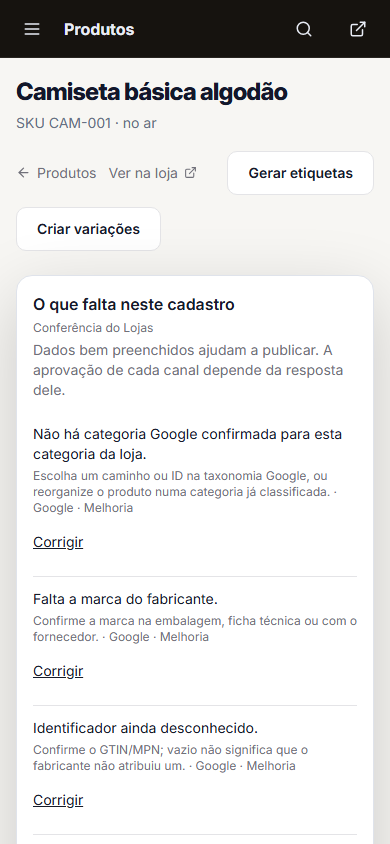 Produtos
Camiseta básica algodão
SKU CAM-001 · no ar
Produtos Ver na loja Gerar etiquetas
Criar variações
O que falta neste cadastro
Conferência do Lojas
Dados bem preenchidos ajudam a publicar. A
aprovação de cada canal depende da resposta
dele.
Não há categoria Google confirmada para esta
categoria da loja.
Escolha um caminho ou ID na taxonomia Google, ou
reorganize o produto numa categoria já classificada. ·
Google · Melhoria
Corrigir
Falta a marca do fabricante.
Confirme a marca na embalagem, ficha técnica ou com o
fornecedor. · Google · Melhoria
Corrigir
Identificador ainda desconhecido.
Confirme o GTIN/MPN; vazio não significa que o
fabricante não atribuiu um. · Google · Melhoria
Corrigir